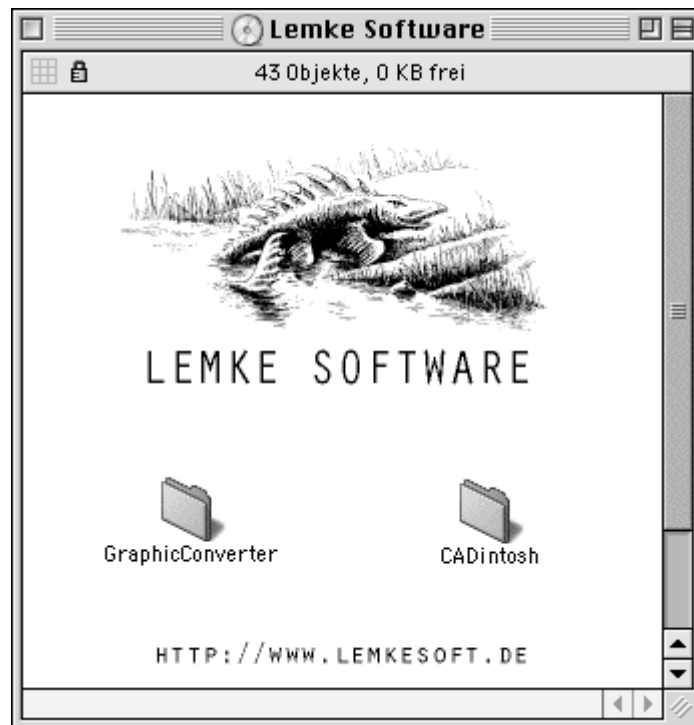 Lemke Software
43 Objekte, 0 KB frei
LEMKE SOFTWARE
GraphicConverter CADintosh
HTTP://WWW.LEMKESOFT.DE